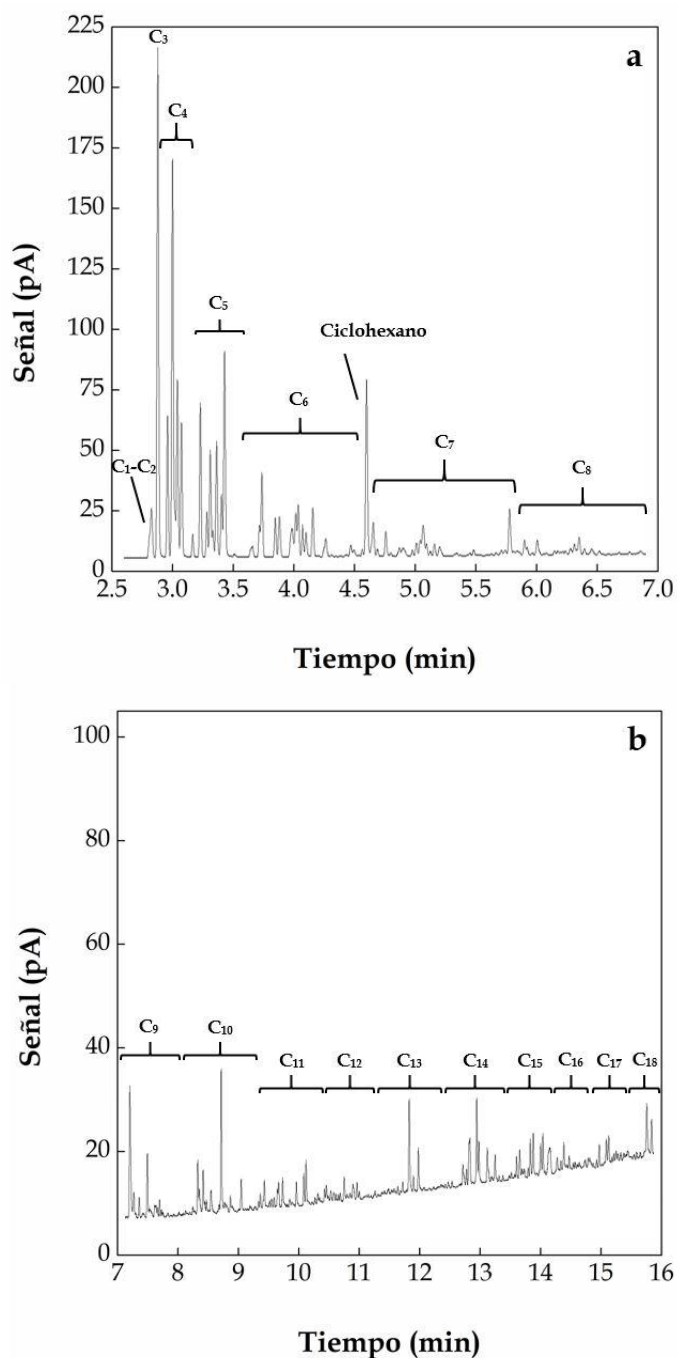 a
225
200
175
150
125
100
75
50
25
0
Señal (pA)
C₃
C₄
C₅
Ciclohexano
C₆
C₁-C₂
C₇
C₈
2.5 3.0 3.5 4.0 4.5 5.0 5.5 6.0 6.5 7.0
Tiempo (min)
b
100
80
60
40
20
0
Señal (pA)
C₉ C₁₀ C₁₁ C₁₂ C₁₃ C₁₄ C₁₅ C₁₆ C₁₇ C₁₈
7 8 9 10 11 12 13 14 15 16
Tiempo (min)